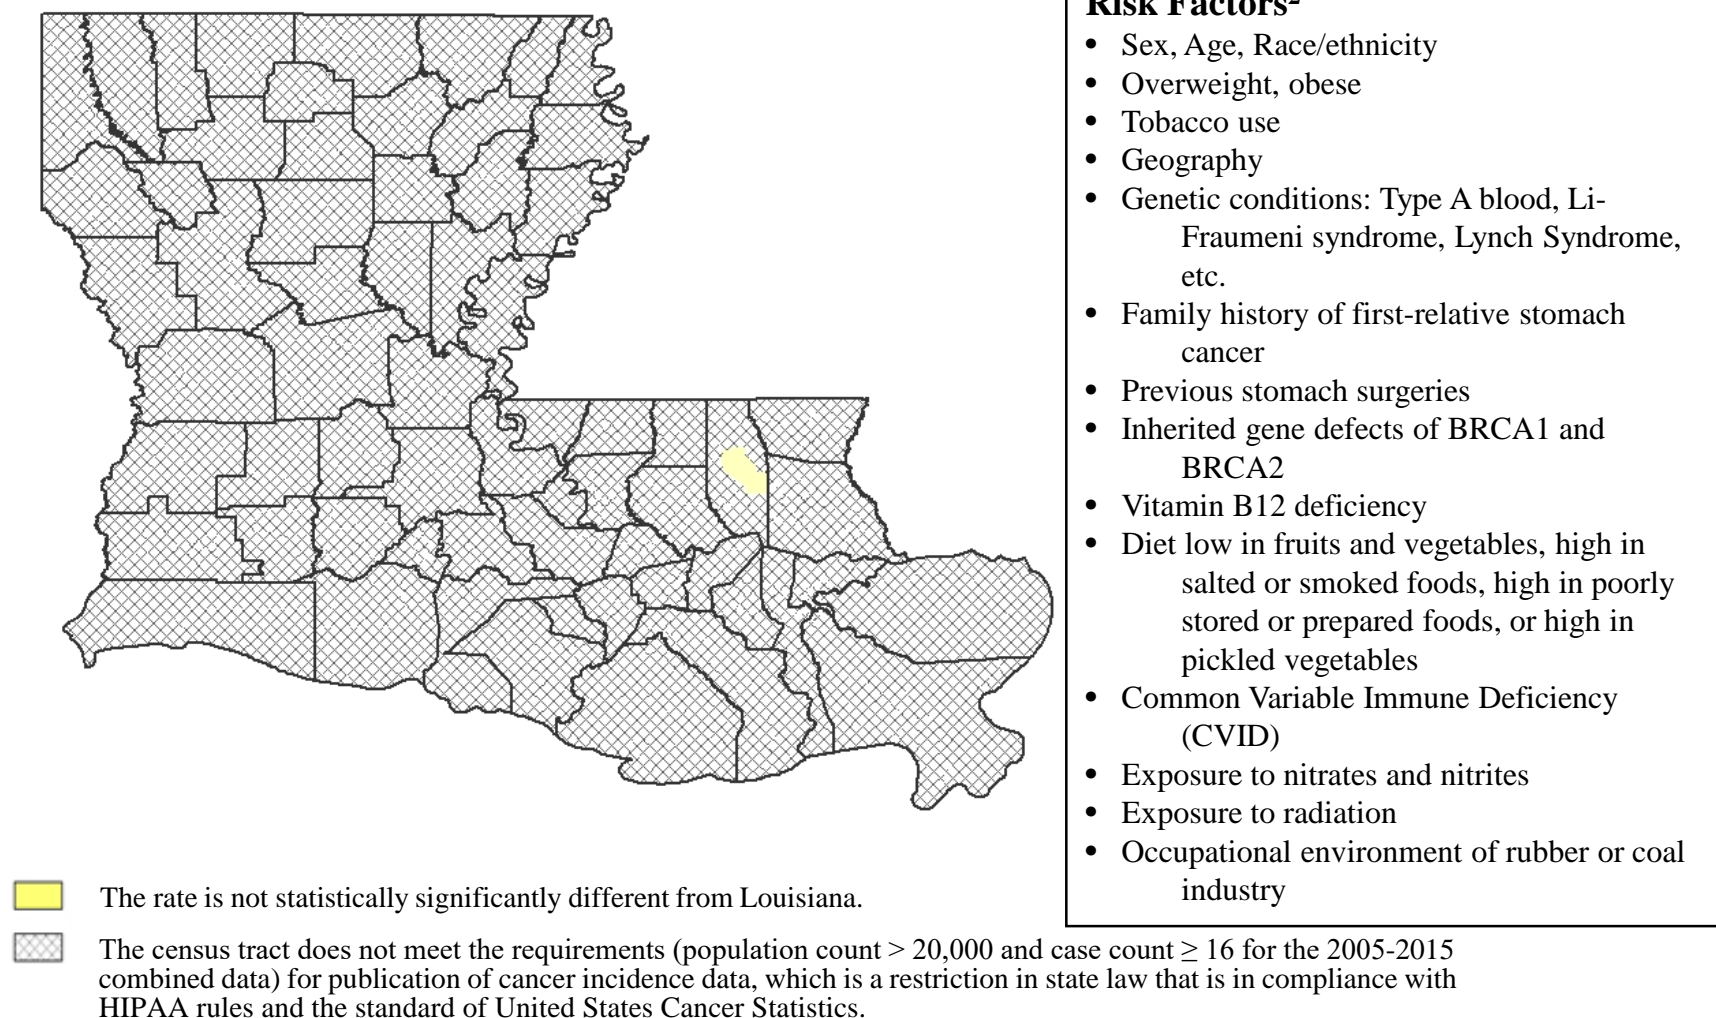 Risk Factors²
• Sex, Age, Race/ethnicity
• Overweight, obese
• Tobacco use
• Geography
• Genetic conditions: Type A blood, Li-
Fraumeni syndrome, Lynch Syndrome,
etc.
• Family history of first-relative stomach
cancer
• Previous stomach surgeries
• Inherited gene defects of BRCA1 and
BRCA2
• Vitamin B12 deficiency
• Diet low in fruits and vegetables, high in
salted or smoked foods, high in poorly
stored or prepared foods, or high in
pickled vegetables
• Common Variable Immune Deficiency
(CVID)
• Exposure to nitrates and nitrites
• Exposure to radiation
• Occupational environment of rubber or coal
industry
The rate is not statistically significantly different from Louisiana.
The census tract does not meet the requirements (population count > 20,000 and case count ≥ 16 for the 2005-2015
combined data) for publication of cancer incidence data, which is a restriction in state law that is in compliance with
HIPAA rules and the standard of United States Cancer Statistics.